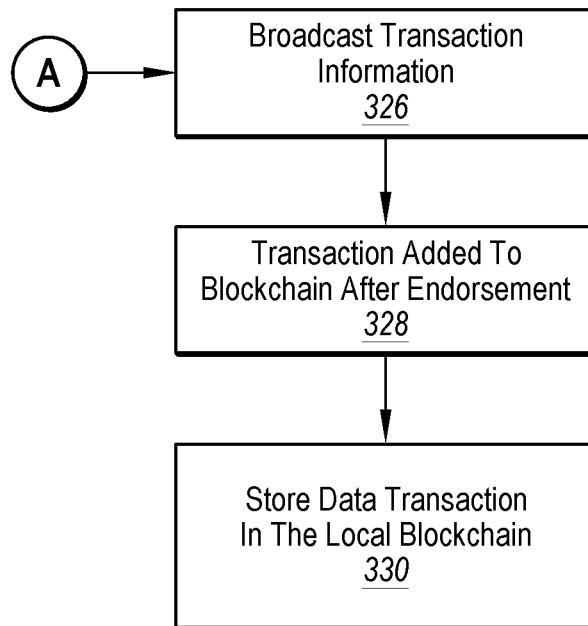 A
Broadcast Transaction
Information
326
Transaction Added To
Blockchain After Endorsement
328
Store Data Transaction
In The Local Blockchain
330